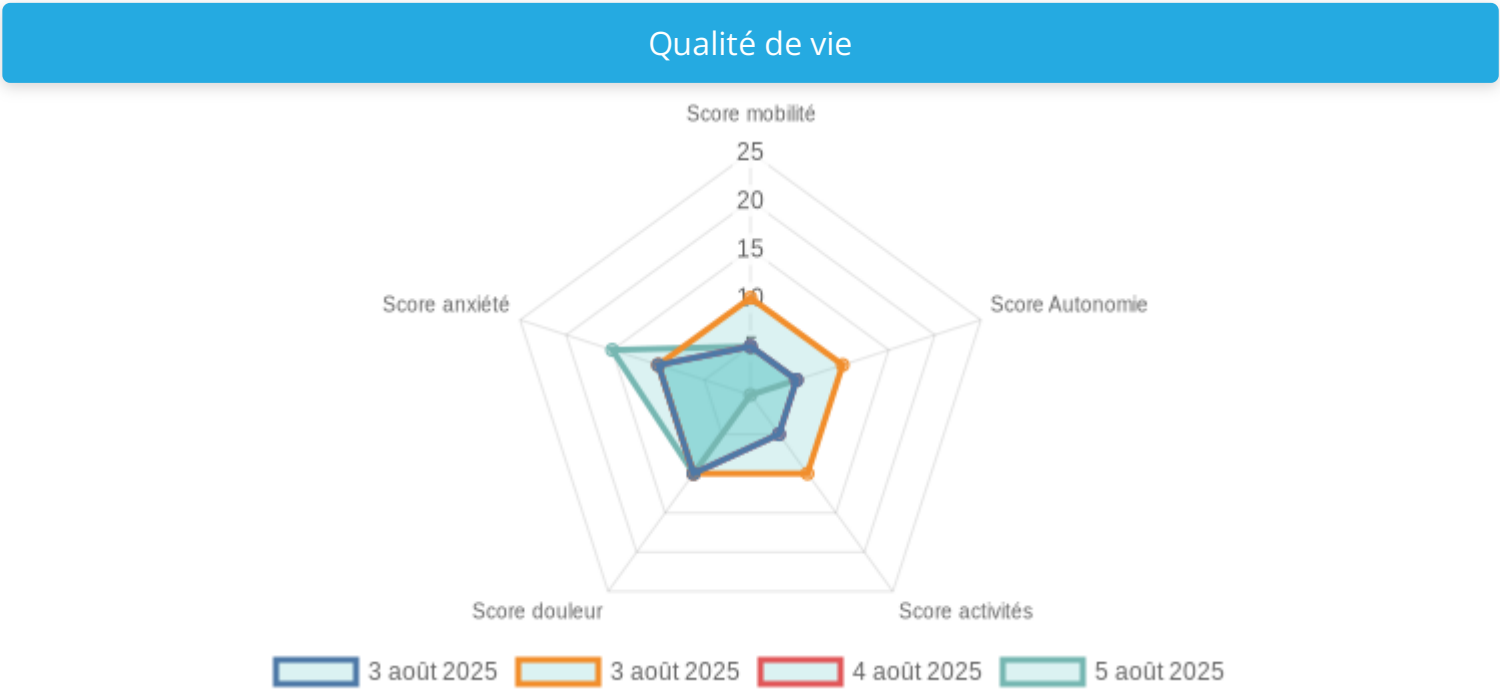 Qualité de vie
Score mobilité
25
20
15
10
5
Score anxiété
Score Autonomie
Score douleur
Score activités
3 août 2025
3 août 2025
4 août 2025
5 août 2025